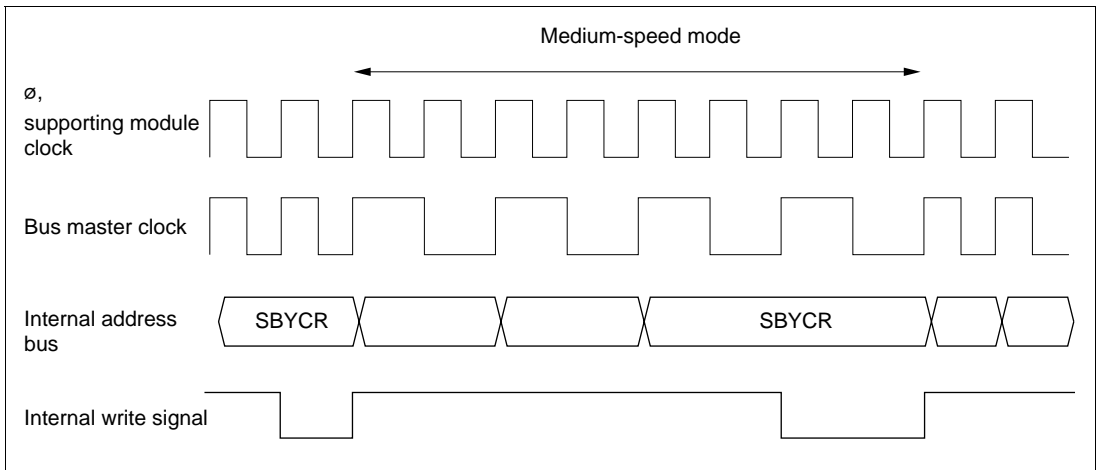 Medium-speed mode
ø,
supporting module
clock
Bus master clock
Internal address
bus
SBYCR
SBYCR
Internal write signal